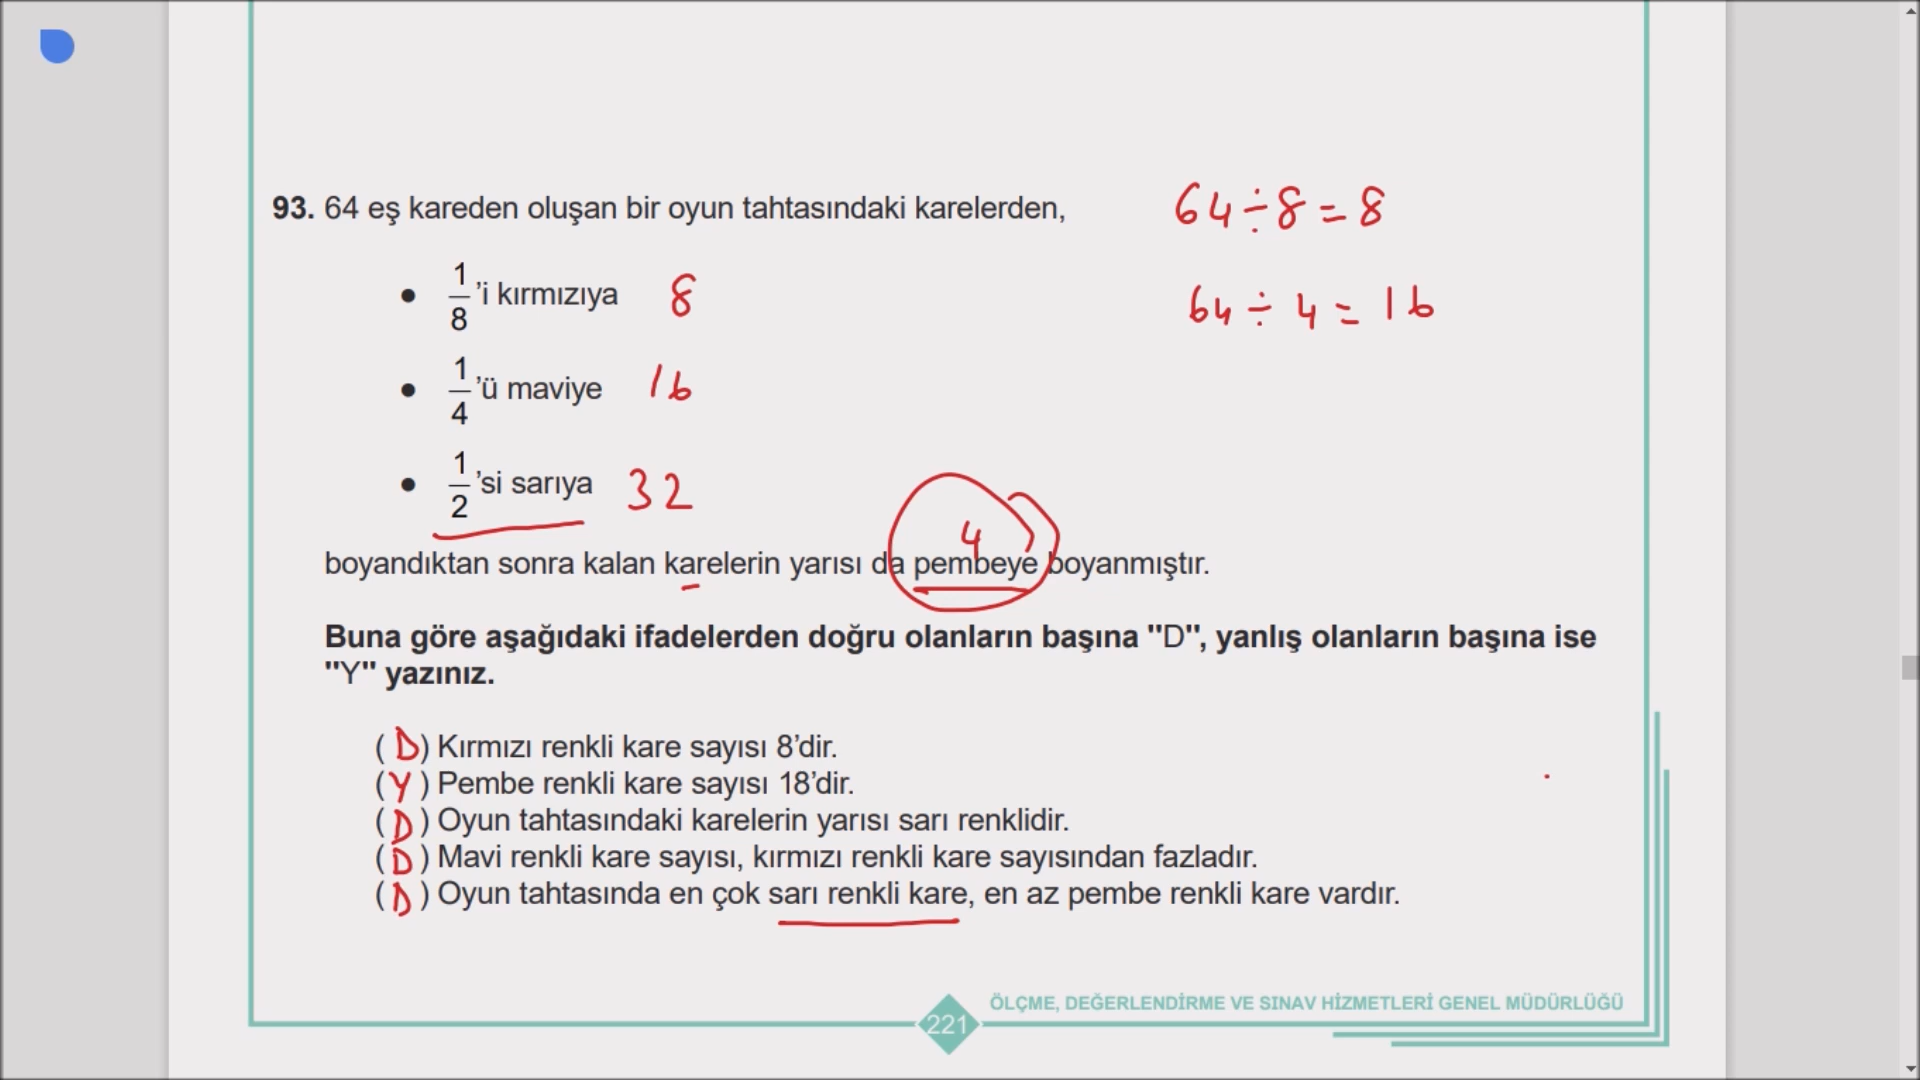 93. 64 eş kareden oluşan bir oyun tahtasındaki karelerden,
64÷8=8
• 1/8 'i kırmızıya 8
64÷4=16
• 1/4 'ü maviye 16
• 1/2 'si sarıya 32
4
boyandıktan sonra kalan karelerin yarısı da pembeye boyanmıştır.
Buna göre aşağıdaki ifadelerden doğru olanların başına "D", yanlış olanların başına ise
"Y" yazınız.
(D) Kırmızı renkli kare sayısı 8'dir.
(Y) Pembe renkli kare sayısı 18'dir.
(D) Oyun tahtasındaki karelerin yarısı sarı renklidir.
(D) Mavi renkli kare sayısı, kırmızı renkli kare sayısından fazladır.
(D) Oyun tahtasında en çok sarı renkli kare, en az pembe renkli kare vardır.
ÖLÇME, DEĞERLENDİRME VE SINAV HİZMETLERİ GENEL MÜDÜRLÜĞÜ
221